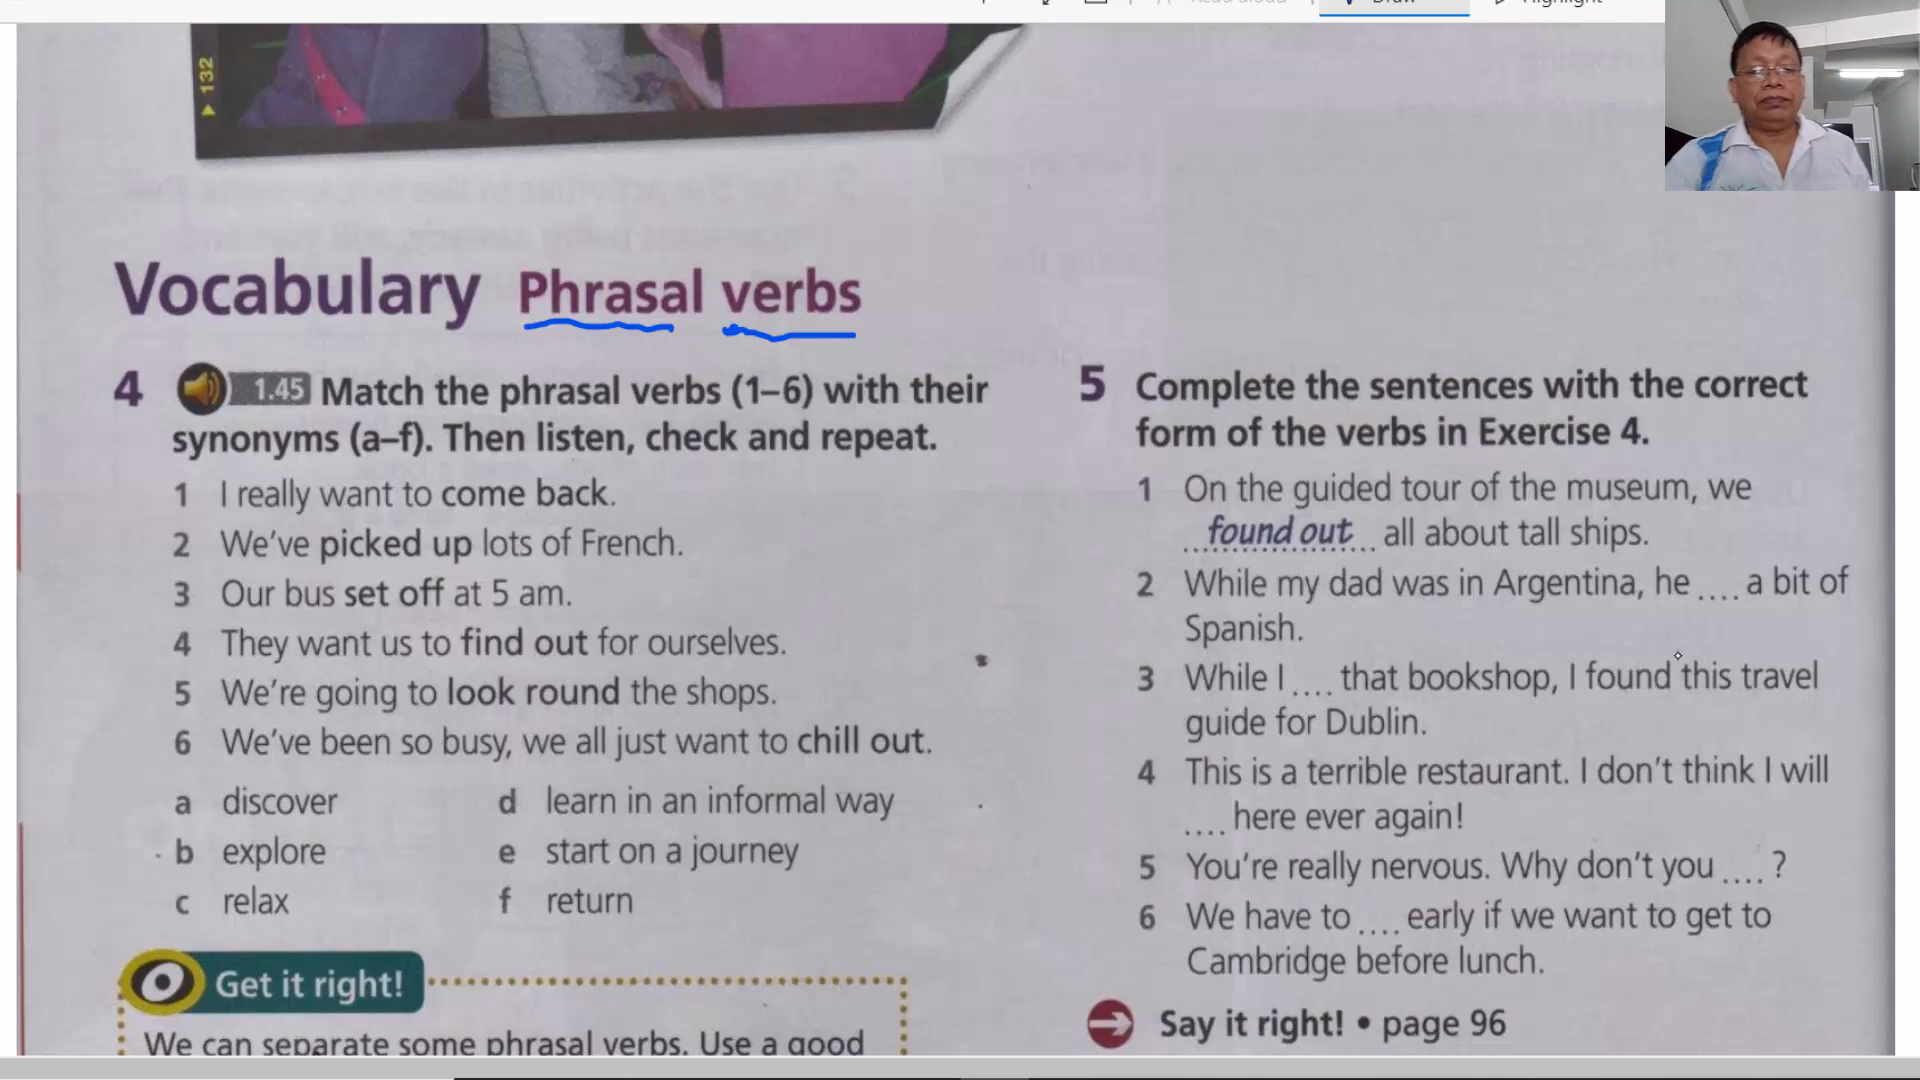 Draw
Highlight
▶ 132
Vocabulary Phrasal verbs
4 1.45 Match the phrasal verbs (1–6) with their
synonyms (a–f). Then listen, check and repeat.
1 I really want to come back.
2 We've picked up lots of French.
3 Our bus set off at 5 am.
4 They want us to find out for ourselves.
5 We're going to look round the shops.
6 We've been so busy, we all just want to chill out.
a discover
b explore
c relax
d learn in an informal way
e start on a journey
f return
Get it right!
We can separate some phrasal verbs. Use a good
5 Complete the sentences with the correct
form of the verbs in Exercise 4.
1 On the guided tour of the museum, we
...found out... all about tall ships.
2 While my dad was in Argentina, he .... a bit of
Spanish.
3 While I .... that bookshop, I found this travel
guide for Dublin.
4 This is a terrible restaurant. I don't think I will
.... here ever again!
5 You're really nervous. Why don't you .... ?
6 We have to .... early if we want to get to
Cambridge before lunch.
Say it right! • page 96